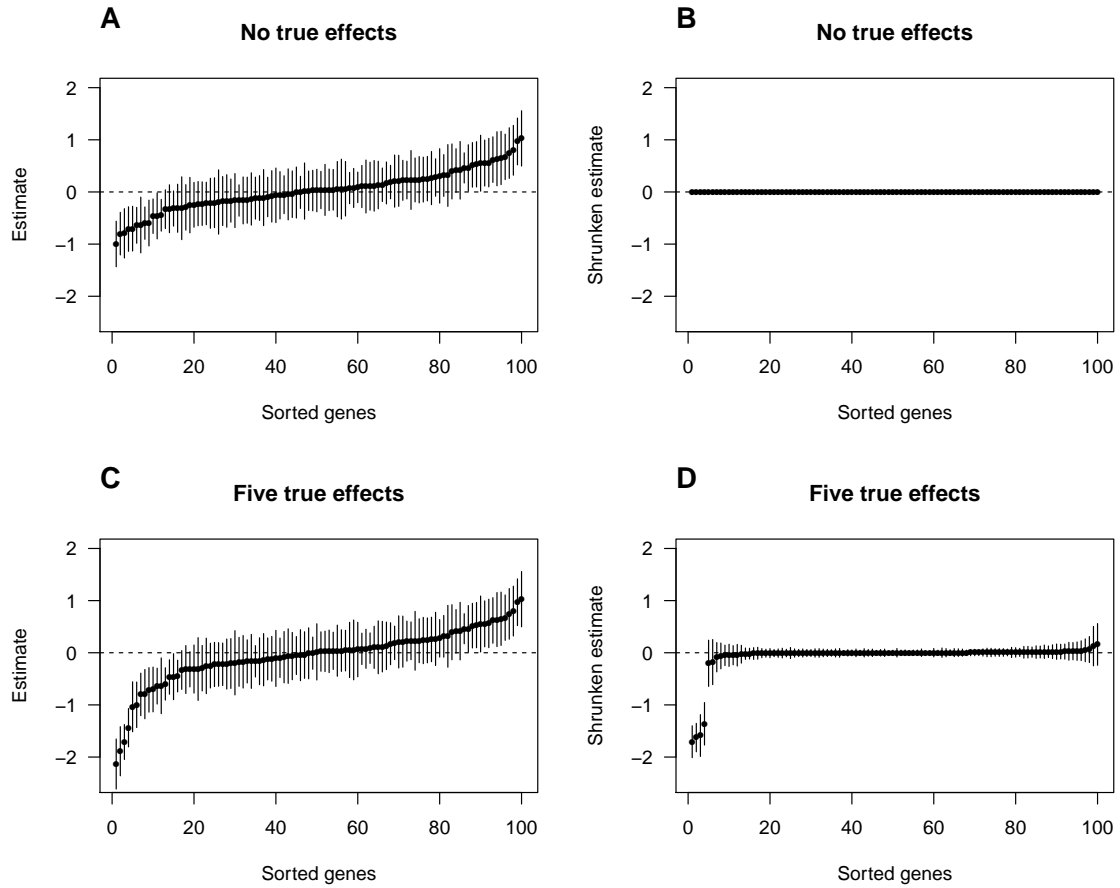 A
No true effects
2
1
0
−1
−2
Estimate
0 20 40 60 80 100
Sorted genes
B
No true effects
2
1
0
−1
−2
Shrunken estimate
0 20 40 60 80 100
Sorted genes
C
Five true effects
2
1
0
−1
−2
Estimate
0 20 40 60 80 100
Sorted genes
D
Five true effects
2
1
0
−1
−2
Shrunken estimate
0 20 40 60 80 100
Sorted genes